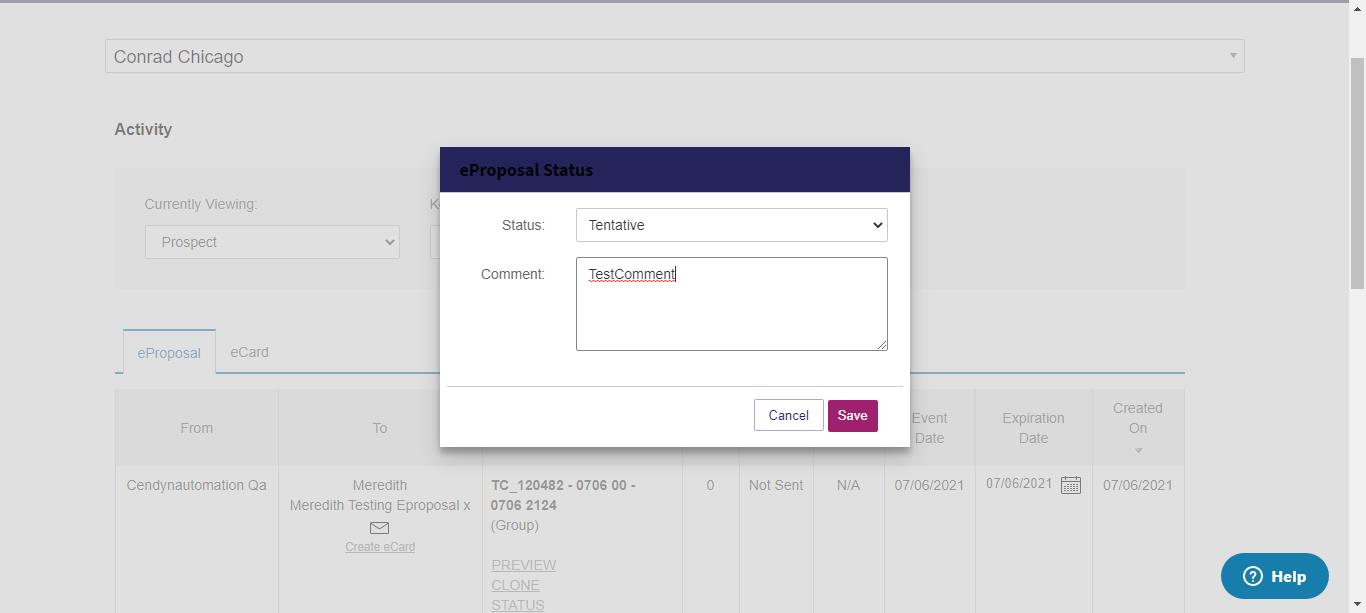 Conrad Chicago
Activity
eProposal Status
Currently Viewing:
K
Status:
Tentative
Prospect
Comment:
TestComment
eProposal
eCard
Cancel
Save
From
To
Event
Date
Expiration
Date
Created
On
Cendynautomation Qa
Meredith
Meredith Testing Eproposal x
Create eCard
TC_120482 - 0706 00 -
0706 2124
(Group)
PREVIEW
CLONE
STATUS
0
Not Sent
N/A
07/06/2021
07/06/2021
07/06/2021
Help